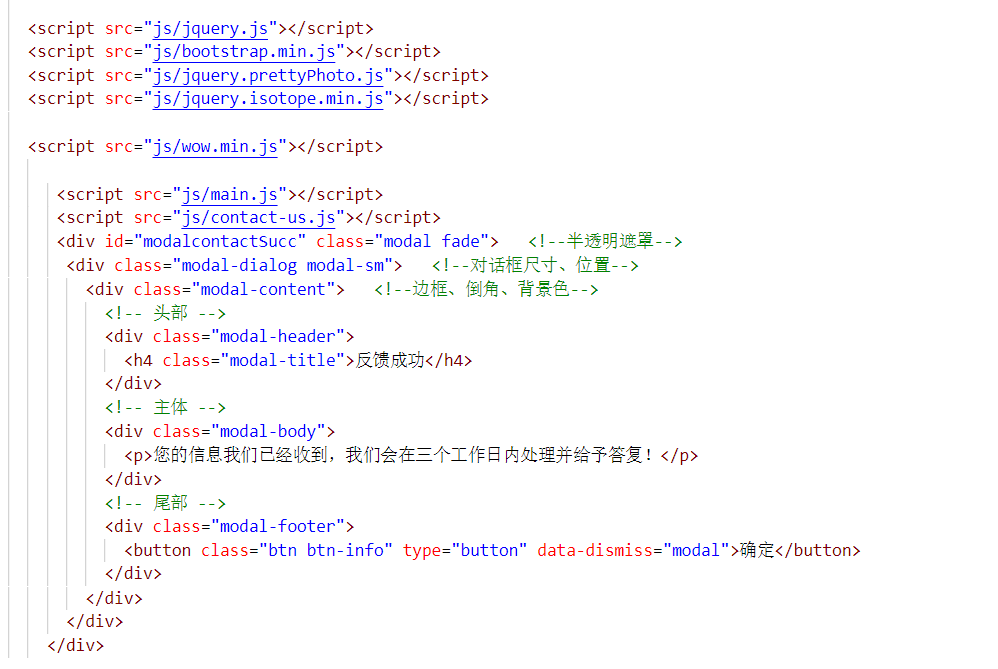 <script src="js/jquery.js"></script>
<script src="js/bootstrap.min.js"></script>
<script src="js/jquery.prettyPhoto.js"></script>
<script src="js/jquery.isotope.min.js"></script>
<script src="js/wow.min.js"></script>
<script src="js/main.js"></script>
<script src="js/contact-us.js"></script>
<div id="modalcontactSucc" class="modal fade">   <!--半透明遮罩-->
<div class="modal-dialog modal-sm">   <!--对话框尺寸、位置-->
<div class="modal-content">   <!--边框、倒角、背景色-->
<!-- 头部 -->
<div class="modal-header">
<h4 class="modal-title">反馈成功</h4>
</div>
<!-- 主体 -->
<div class="modal-body">
<p>您的信息我们已经收到，我们会在三个工作日内处理并给予答复！</p>
</div>
<!-- 尾部 -->
<div class="modal-footer">
<button class="btn btn-info" type="button" data-dismiss="modal">确定</button>
</div>
</div>
</div>
</div>